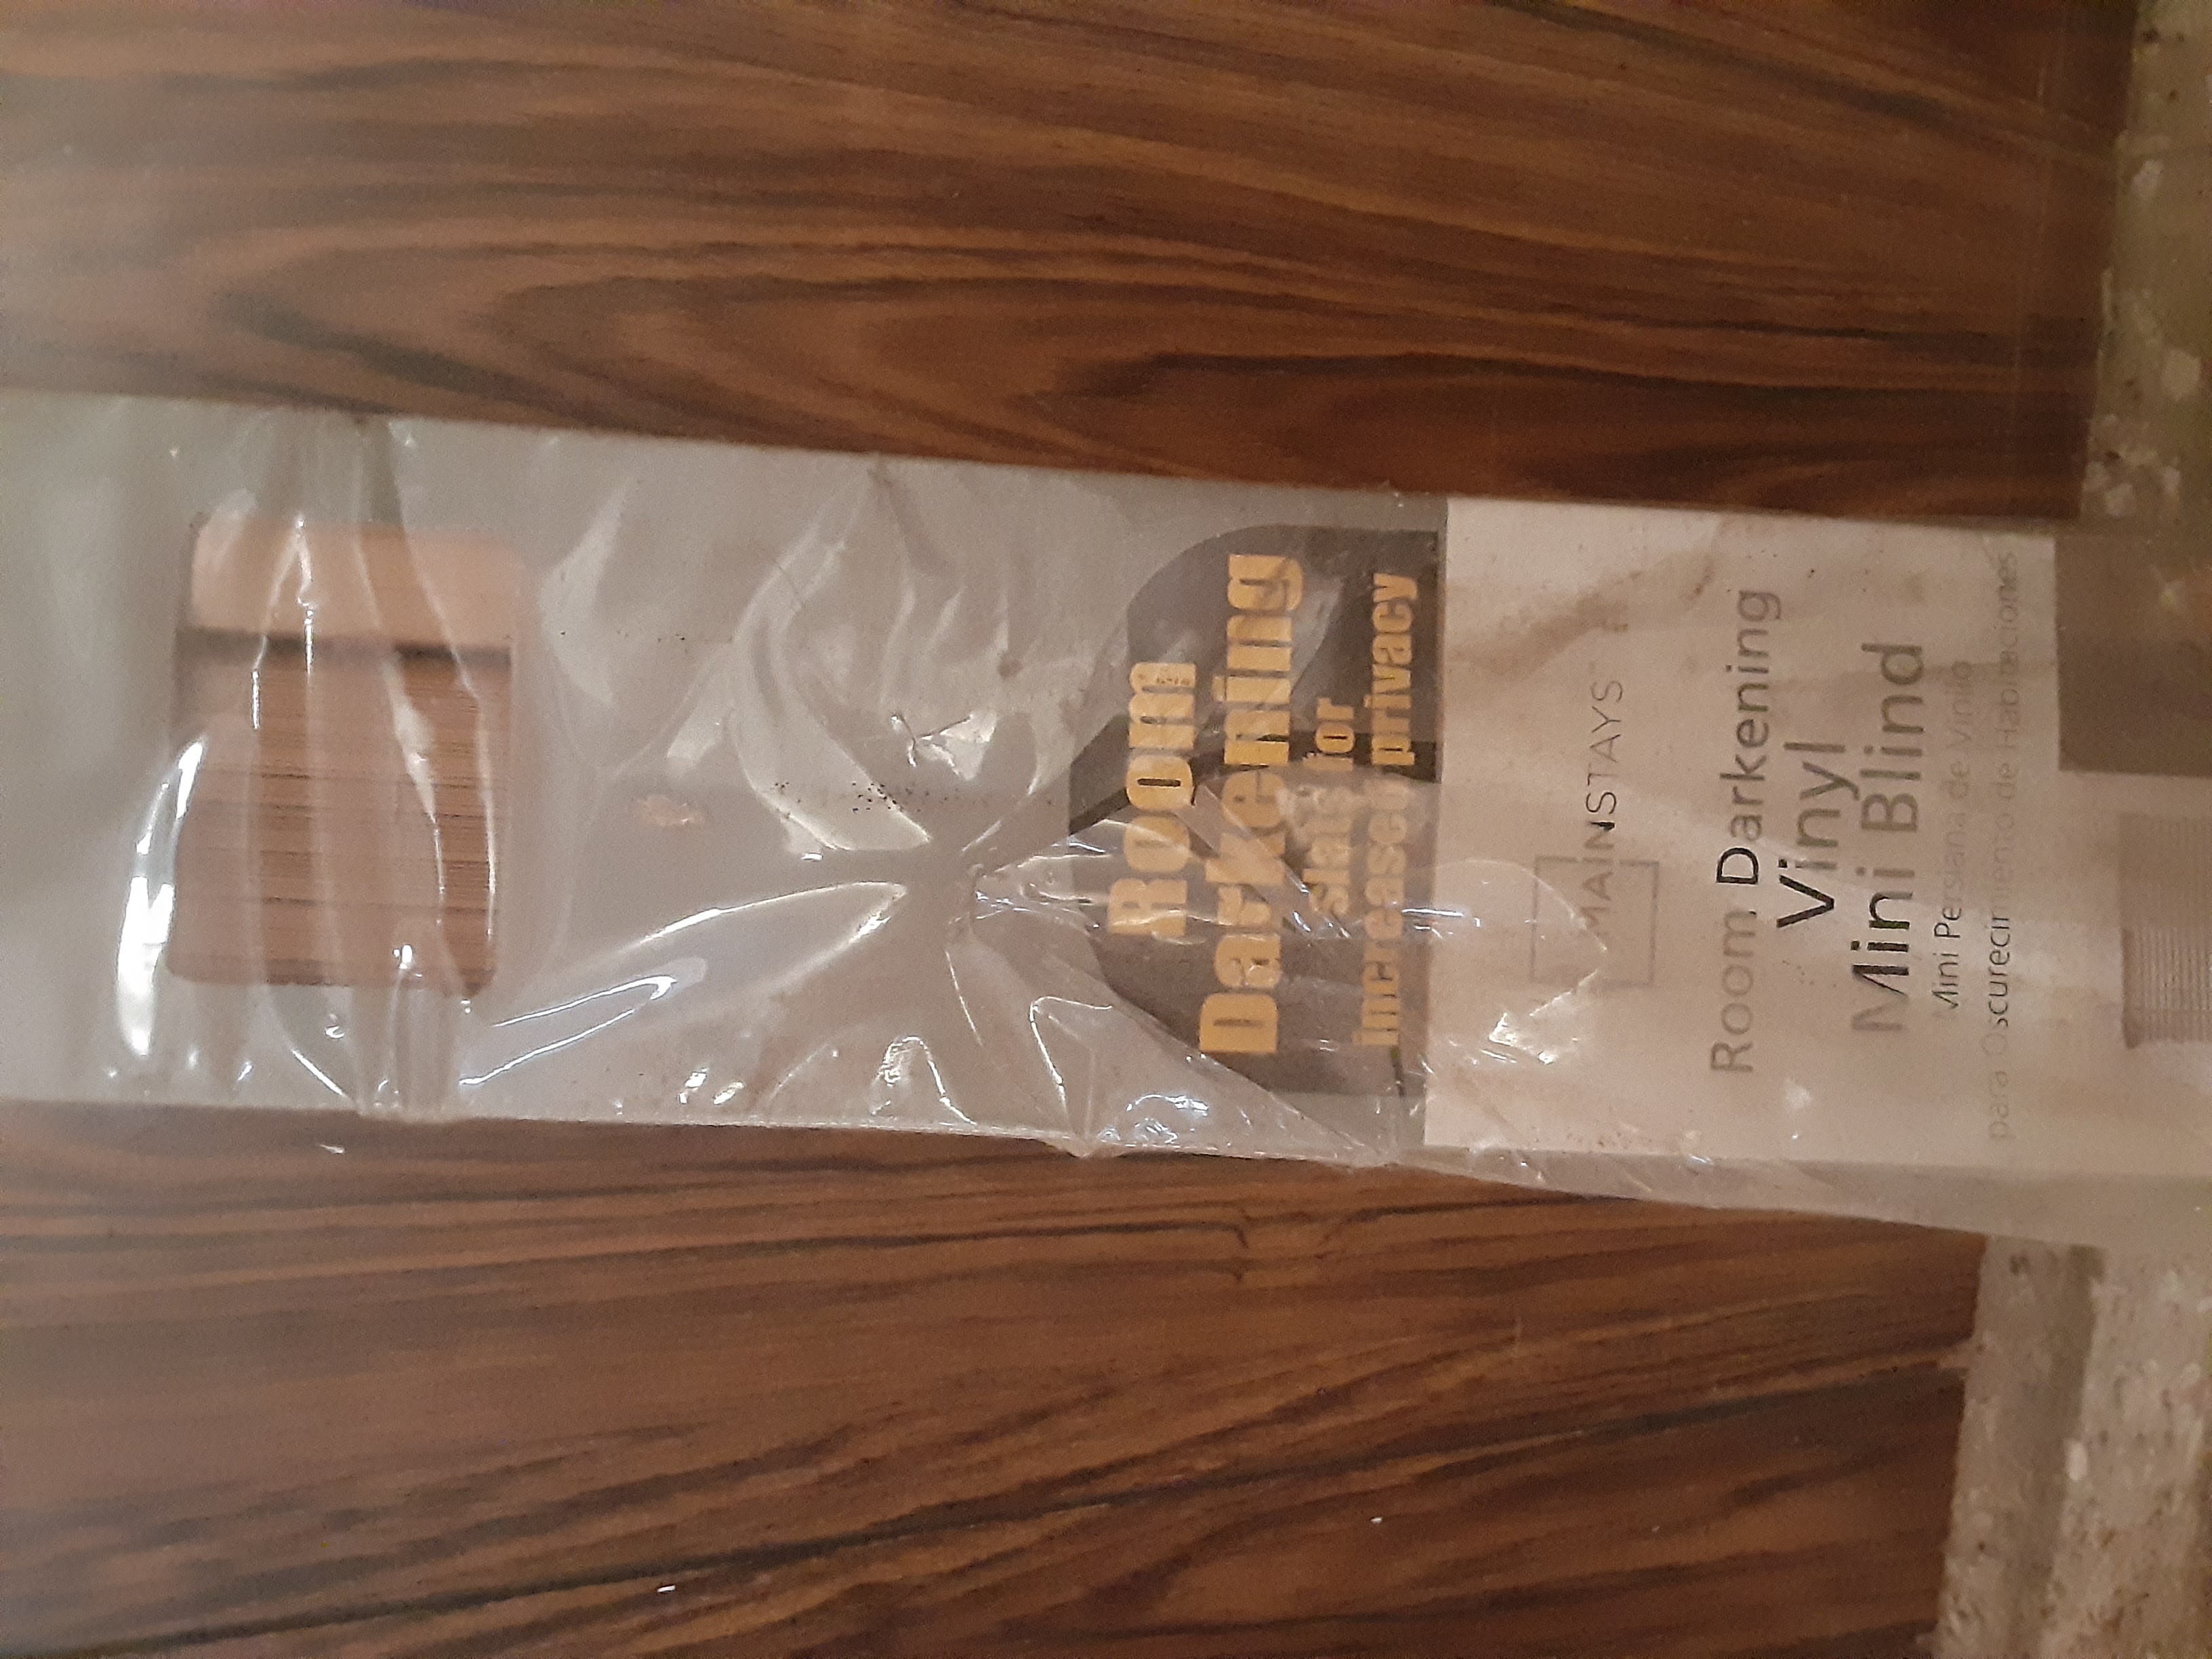 Room
Darkening
slats for
increased privacy
MAINSTAYS
Room Darkening
Vinyl
Mini Blind
Mini Persiana de Vinilo
para Oscurecimiento de Habitaciones